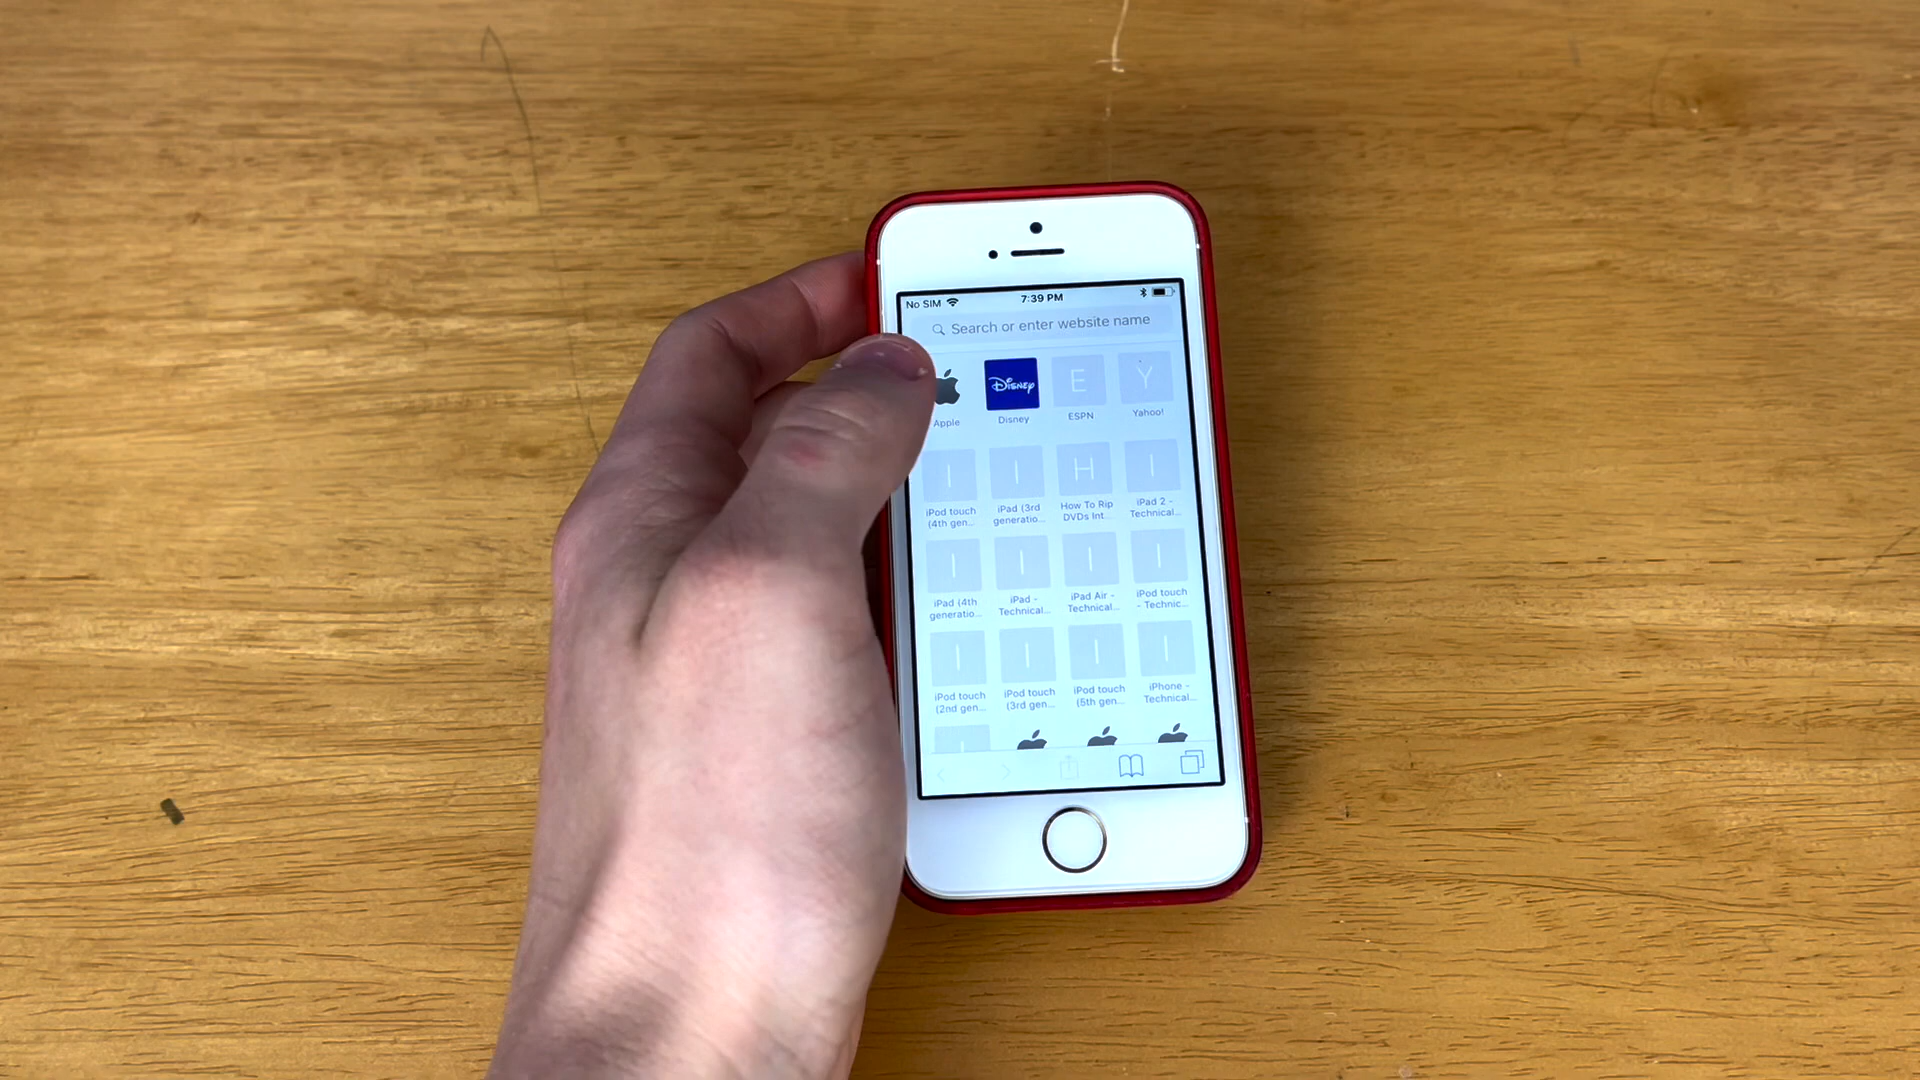 No SIM 7:39 PM
Search or enter website name
Disney E Y
Apple Disney ESPN Yahoo!
I I H I
iPod touch (4th gen...
iPad (3rd generatio...
How To Rip DVDs Int...
iPad 2 - Technical...
I I I I
iPad (4th generatio...
iPad - Technical...
iPad Air - Technical...
iPod touch - Technic...
I I I I
iPod touch (2nd gen...
iPod touch (3rd gen...
iPod touch (5th gen...
iPhone - Technical...